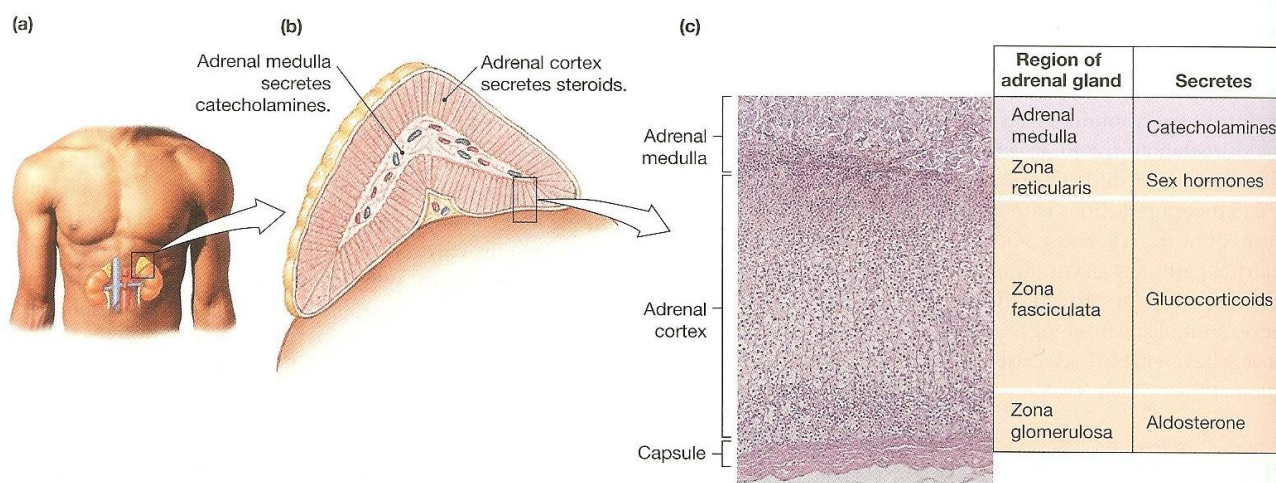 (a)
(b)
Adrenal medulla
secretes
catecholamines.
Adrenal cortex
secretes steroids.
(c)
Adrenal
medulla
Adrenal
cortex
Capsule
Region of
adrenal gland
Secretes
Adrenal
medulla
Catecholamines
Zona
reticularis
Sex hormones
Zona
fasciculata
Glucocorticoids
Zona
glomerulosa
Aldosterone